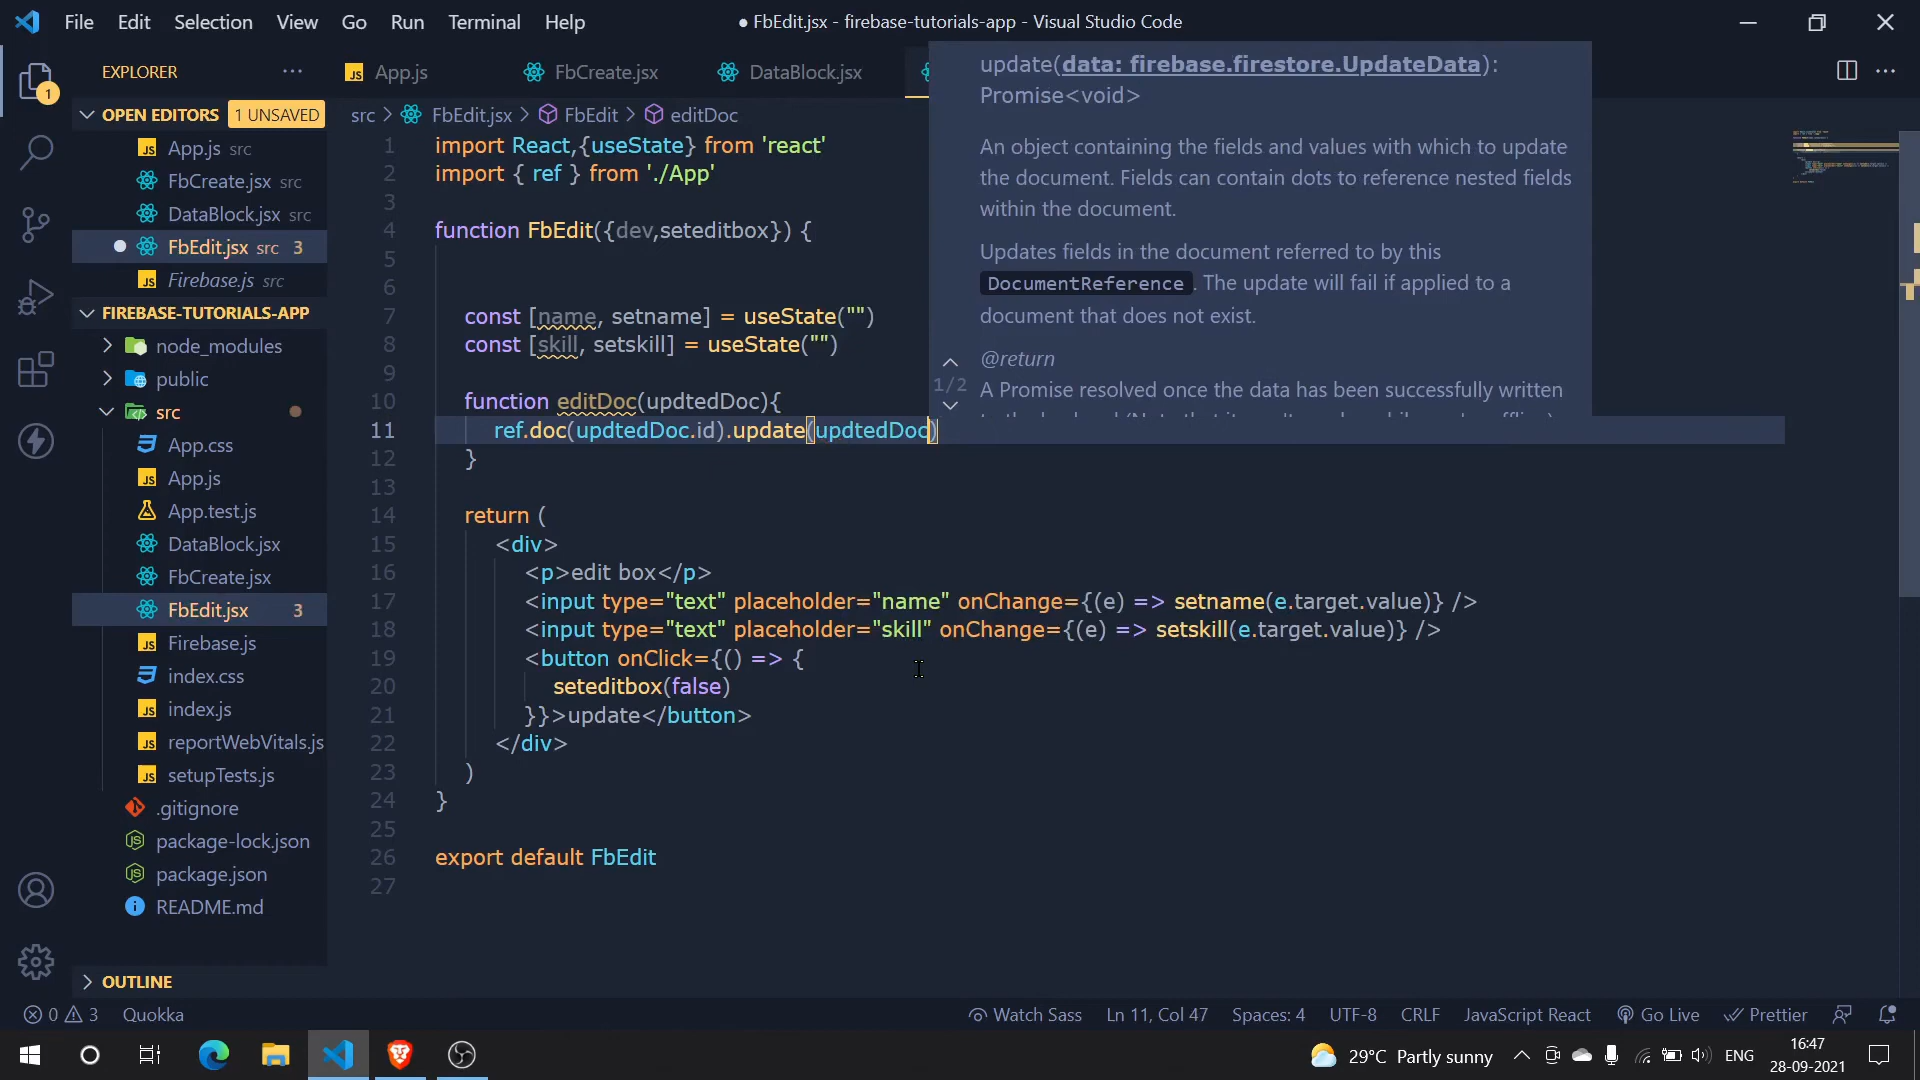 File Edit Selection View Go Run Terminal Help
● FbEdit.jsx - firebase-tutorials-app - Visual Studio Code
EXPLORER
OPEN EDITORS 1 UNSAVED
App.js src
FbCreate.jsx src
DataBlock.jsx src
FbEdit.jsx src 3
Firebase.js src
FIREBASE-TUTORIALS-APP
node_modules
public
src
App.css
App.js
App.test.js
DataBlock.jsx
FbCreate.jsx
FbEdit.jsx 3
Firebase.js
index.css
index.js
reportWebVitals.js
setupTests.js
.gitignore
package-lock.json
package.json
README.md
OUTLINE
App.js FbCreate.jsx DataBlock.jsx
src > FbEdit.jsx > FbEdit > editDoc
1 import React,{useState} from 'react'
2 import { ref } from './App'
3
4 function FbEdit({dev,seteditbox}) {
5
6
7 const [name, setname] = useState("")
8 const [skill, setskill] = useState("")
9
10 function editDoc(updtedDoc){
11 ref.doc(updtedDoc.id).update(updtedDoc)
12 }
13
14 return (
15 <div>
16 <p>edit box</p>
17 <input type="text" placeholder="name" onChange={(e) => setname(e.target.value)} />
18 <input type="text" placeholder="skill" onChange={(e) => setskill(e.target.value)} />
19 <button onClick={() => {
20 seteditbox(false)
21 }}>update</button>
22 </div>
23 )
24 }
25
26 export default FbEdit
27
update(data: firebase.firestore.UpdateData):
Promise<void>
An object containing the fields and values with which to update
the document. Fields can contain dots to reference nested fields
within the document.
Updates fields in the document referred to by this
DocumentReference. The update will fail if applied to a
document that does not exist.
1/2
@return
A Promise resolved once the data has been successfully written
0 3 Quokka
Watch Sass Ln 11, Col 47 Spaces: 4 UTF-8 CRLF JavaScript React Go Live Prettier
29°C Partly sunny ENG
16:47
28-09-2021
1